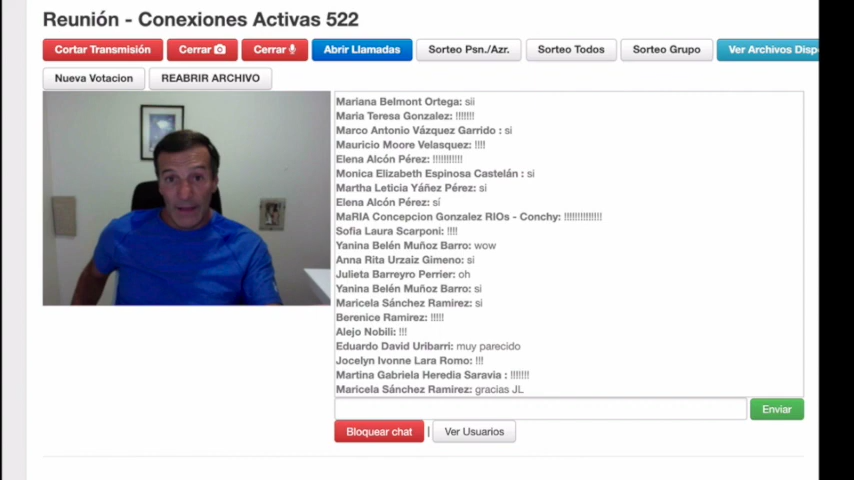 Reunión - Conexiones Activas 522
Cortar Transmisión Cerrar Cerrar Abrir Llamadas Sorteo Psn./Azr. Sorteo Todos Sorteo Grupo Ver Archivos Disp
Nueva Votacion REABRIR ARCHIVO
Mariana Belmont Ortega: sii
Maria Teresa Gonzalez: !!!!!!!
Marco Antonio Vázquez Garrido : si
Mauricio Moore Velasquez: !!!!
Elena Alcón Pérez: !!!!!!!!!!!
Monica Elizabeth Espinosa Castelán : si
Martha Leticia Yáñez Pérez: si
Elena Alcón Pérez: sí
MaRIA Concepcion Gonzalez RIOs - Conchy: !!!!!!!!!!!!!!
Sofia Laura Scarponi: !!!!
Yanina Belén Muñoz Barro: wow
Anna Rita Urzaiz Gimeno: si
Julieta Barreyro Perrier: oh
Yanina Belén Muñoz Barro: si
Maricela Sánchez Ramirez: si
Berenice Ramirez: !!!!!
Alejo Nobili: !!!
Eduardo David Uribarri: muy parecido
Jocelyn Ivonne Lara Romo: !!!
Martina Gabriela Heredia Saravia : !!!!!!!
Maricela Sánchez Ramirez: gracias JL
Enviar
Bloquear chat | Ver Usuarios